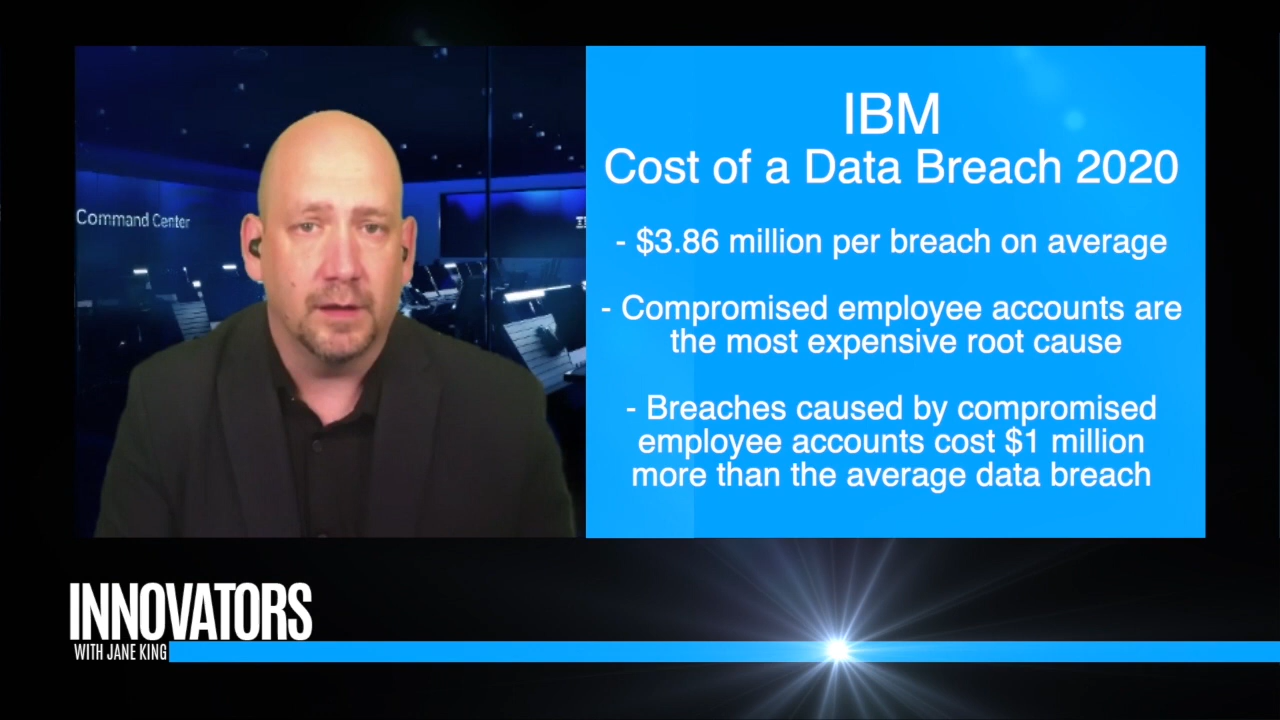 Command Center
IBM
Cost of a Data Breach 2020
- $3.86 million per breach on average
- Compromised employee accounts are
the most expensive root cause
- Breaches caused by compromised
employee accounts cost $1 million
more than the average data breach
INNOVATORS
WITH JANE KING